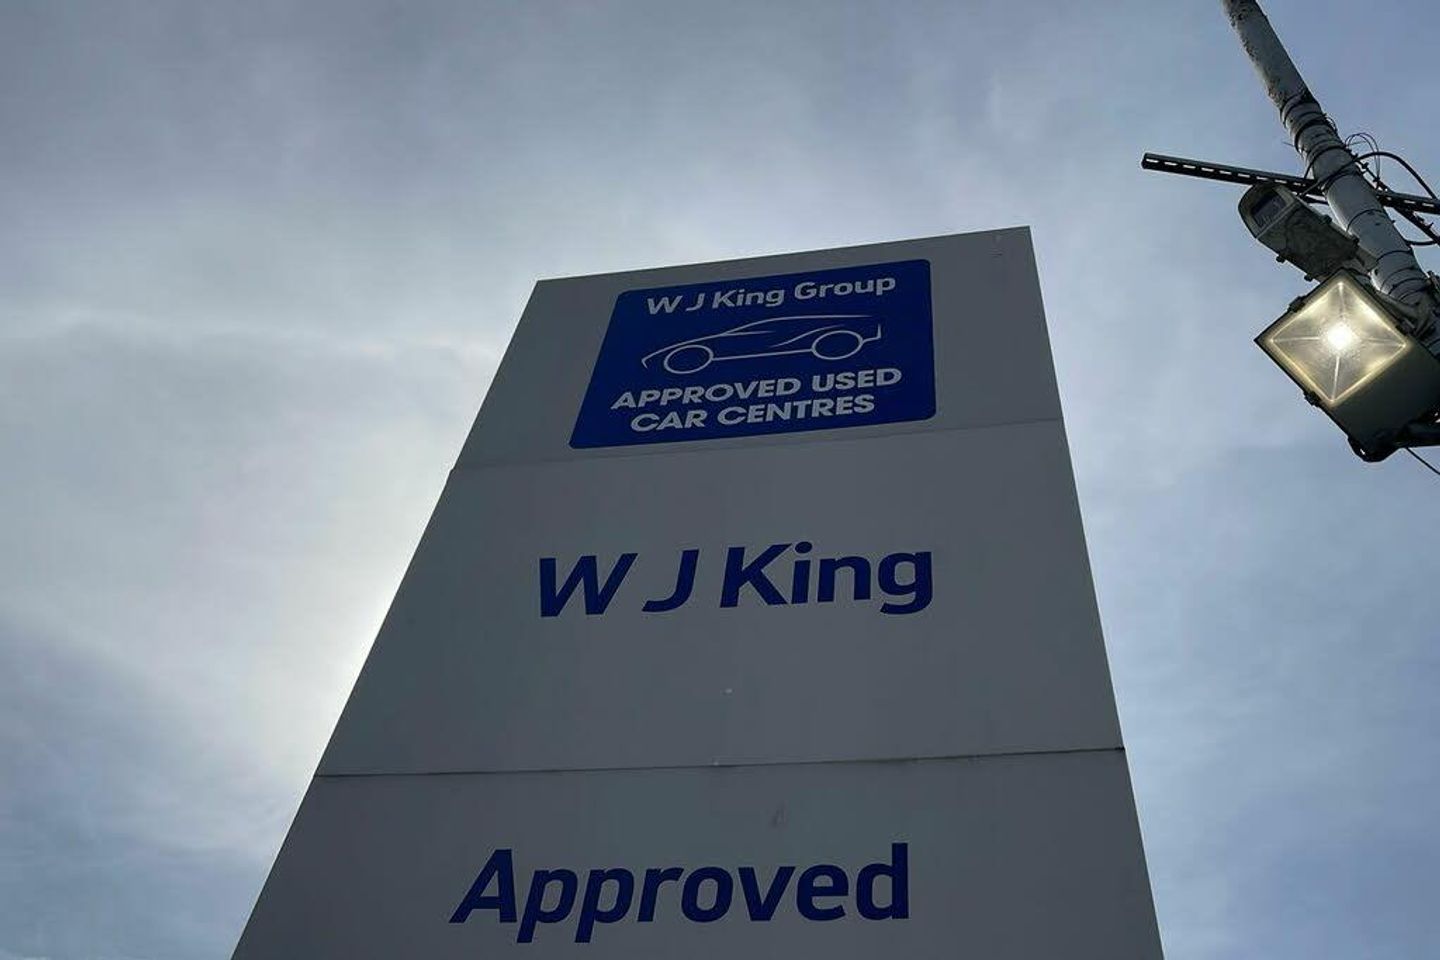 W J King Group
APPROVED USED
CAR CENTRES
W J King
Approved